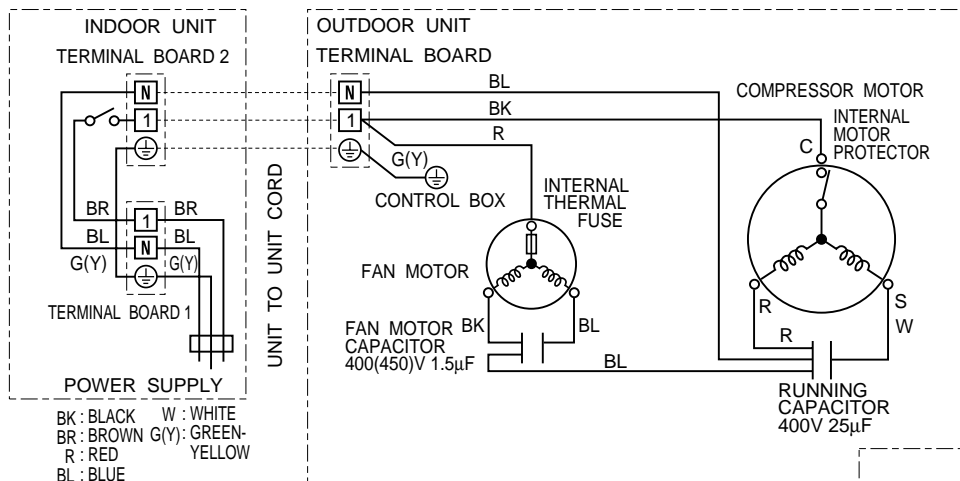 INDOOR UNIT
TERMINAL BOARD 2
N
1
BR
BR
1
BL
BL
N
G(Y)
G(Y)
TERMINAL BOARD 1
POWER SUPPLY
UNIT TO UNIT CORD
OUTDOOR UNIT
TERMINAL BOARD
N
1
BL
BK
R
G(Y)
CONTROL BOX
INTERNAL
THERMAL
FUSE
FAN MOTOR
BK
BL
FAN MOTOR
CAPACITOR
400(450)V 1.5μF
BL
COMPRESSOR MOTOR
INTERNAL
MOTOR
PROTECTOR
C
R
S
R
W
RUNNING
CAPACITOR
400V 25μF
BK : BLACK
W : WHITE
BR : BROWN
G(Y) : GREEN-
YELLOW
R : RED
BL : BLUE